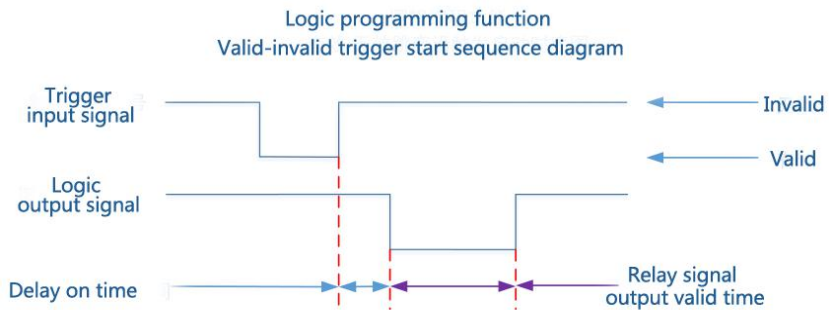 Logic programming function
Valid-invalid trigger start sequence diagram
Trigger
input signal
Invalid
Valid
Logic
output signal
Delay on time
Relay signal
output valid time